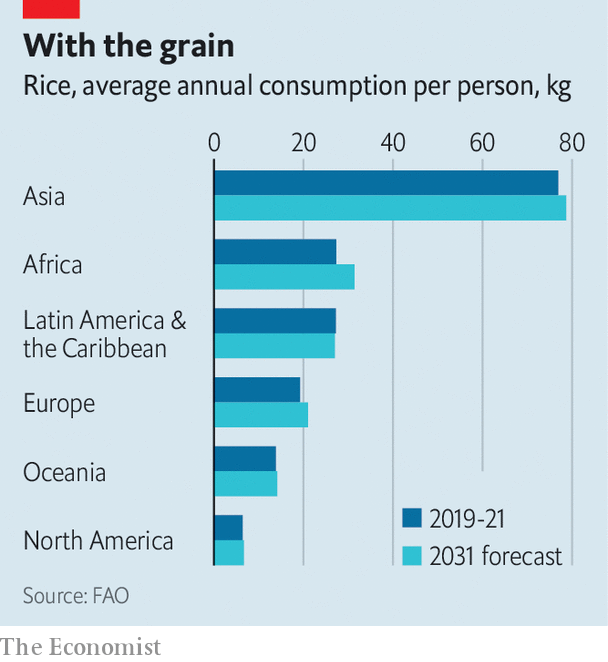 With the grain
Rice, average annual consumption per person, kg
0 20 40 60 80
Asia
Africa
Latin America &
the Caribbean
Europe
Oceania
North America
2019-21
2031 forecast
Source: FAO
The Economist